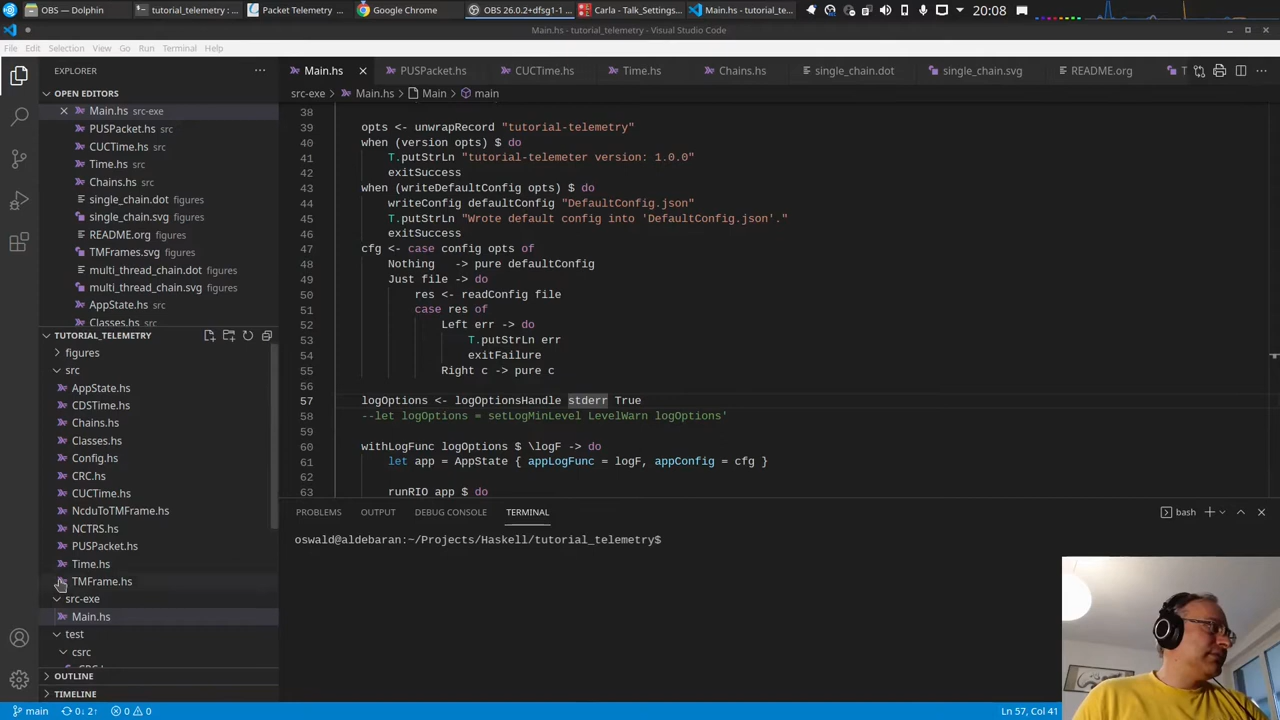 OBS — Dolphin
tutorial_telemetry : ...
Packet Telemetry ...
Google Chrome
OBS 26.0.2+dfsg1-1 ...
Carla - Talk_Settings...
Main.hs - tutorial_te...
20:08
Main.hs - tutorial_telemetry - Visual Studio Code
File Edit Selection View Go Run Terminal Help
EXPLORER
Main.hs
PUSPacket.hs
CUCTime.hs
Time.hs
Chains.hs
single_chain.dot
single_chain.svg
README.org
T
OPEN EDITORS
src-exe > Main.hs > Main > main
Main.hs src-exe
PUSPacket.hs src
CUCTime.hs src
Time.hs src
Chains.hs src
single_chain.dot figures
single_chain.svg figures
README.org figures
TMFrames.svg figures
multi_thread_chain.dot figures
multi_thread_chain.svg figures
AppState.hs src
Classes.hs src
TUTORIAL_TELEMETRY
figures
src
AppState.hs
CDSTime.hs
Chains.hs
Classes.hs
Config.hs
CRC.hs
CUCTime.hs
NcduToTMFrame.hs
NCTRS.hs
PUSPacket.hs
Time.hs
TMFrame.hs
src-exe
Main.hs
test
csrc
OUTLINE
TIMELINE
38
39 opts <- unwrapRecord "tutorial-telemetry"
40 when (version opts) $ do
41 T.putStrLn "tutorial-telemeter version: 1.0.0"
42 exitSuccess
43 when (writeDefaultConfig opts) $ do
44 writeConfig defaultConfig "DefaultConfig.json"
45 T.putStrLn "Wrote default config into 'DefaultConfig.json'."
46 exitSuccess
47 cfg <- case config opts of
48 Nothing -> pure defaultConfig
49 Just file -> do
50 res <- readConfig file
51 case res of
52 Left err -> do
53 T.putStrLn err
54 exitFailure
55 Right c -> pure c
56
57 logOptions <- logOptionsHandle stderr True
58 --let logOptions = setLogMinLevel LevelWarn logOptions'
59
60 withLogFunc logOptions $ \logF -> do
61 let app = AppState { appLogFunc = logF, appConfig = cfg }
62
63 runRIO app $ do
PROBLEMS OUTPUT DEBUG CONSOLE TERMINAL
bash
oswald@aldebaran:~/Projects/Haskell/tutorial_telemetry$
main 0↓ 2↑ 0 0
Ln 57, Col 41